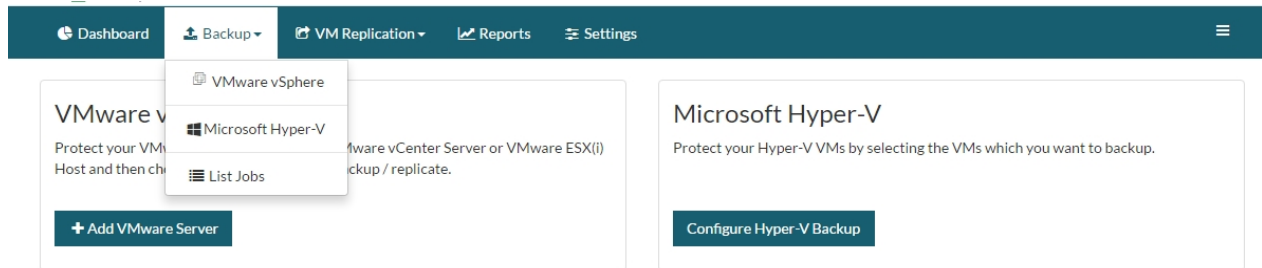 Dashboard Backup VM Replication Reports Settings
VMware vSphere
Microsoft Hyper-V
List Jobs
VMware v
Protect your VMw
Mware vCenter Server or VMware ESX(i)
Host and then ch
ckup / replicate.
+ Add VMware Server
Microsoft Hyper-V
Protect your Hyper-V VMs by selecting the VMs which you want to backup.
Configure Hyper-V Backup